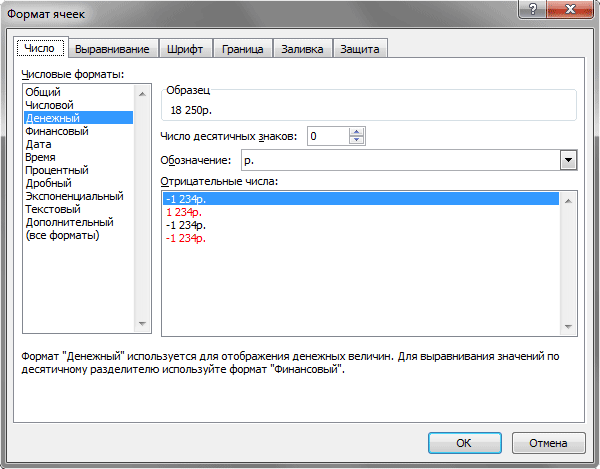 Формат ячеек
Число
Выравнивание
Шрифт
Граница
Заливка
Защита
Числовые форматы:
Общий
Числовой
Денежный
Финансовый
Дата
Время
Процентный
Дробный
Экспоненциальный
Текстовый
Дополнительный
(все форматы)
Образец
18 250р.
Число десятичных знаков: 0
Обозначение: р.
Отрицательные числа:
-1 234р.
1 234р.
-1 234р.
-1 234р.
Формат "Денежный" используется для отображения денежных величин. Для выравнивания значений по
десятичному разделителю используйте формат "Финансовый".
ОК
Отмена